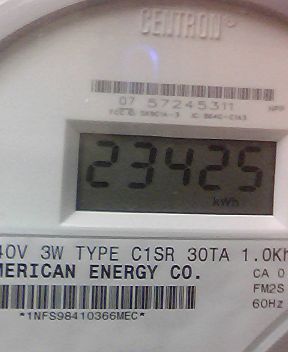 CENTRON
07 57245311
23425
kWh
40V 3W TYPE C1SR 30TA 1.0Kh
MERICAN ENERGY CO.
CA 0
FM2S
60Hz
*1NFS98410366MEC*